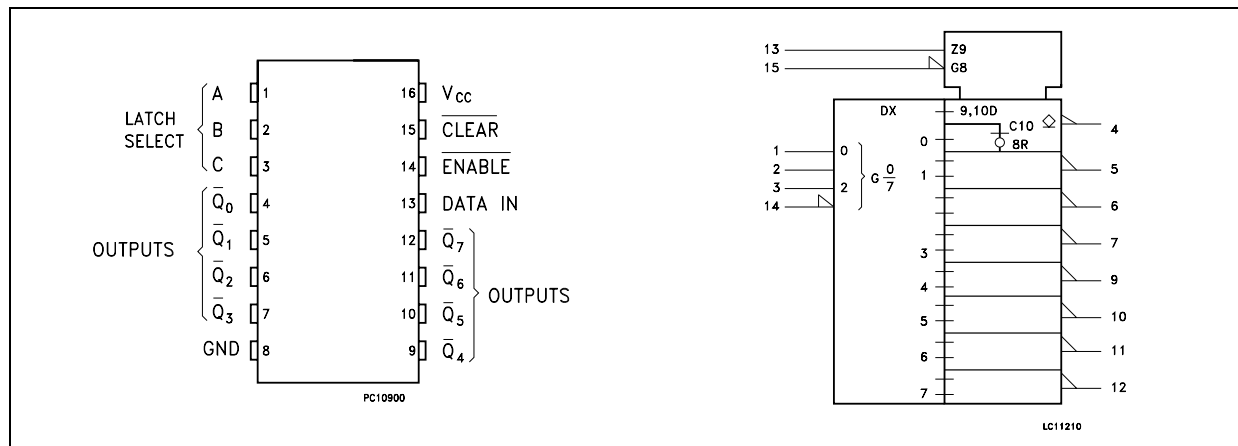 A 1 16 V̅CC
LATCH SELECT
B 2 15 C̅L̅E̅A̅R̅
C 3 14 E̅N̅A̅B̅L̅E̅
Q̅0 4 13 DATA IN
OUTPUTS
Q̅1 5 12 Q̅7
Q̅2 6 11 Q̅6
OUTPUTS
Q̅3 7 10 Q̅5
GND 8 9 Q̅4
PC10900
13 Z9
15 G8
DX 9,10D
C10 4
0 8R
1 0 5
2 G 0/7 1
3 2 6
14
7
3
9
4
10
5
11
6
12
7
LC11210